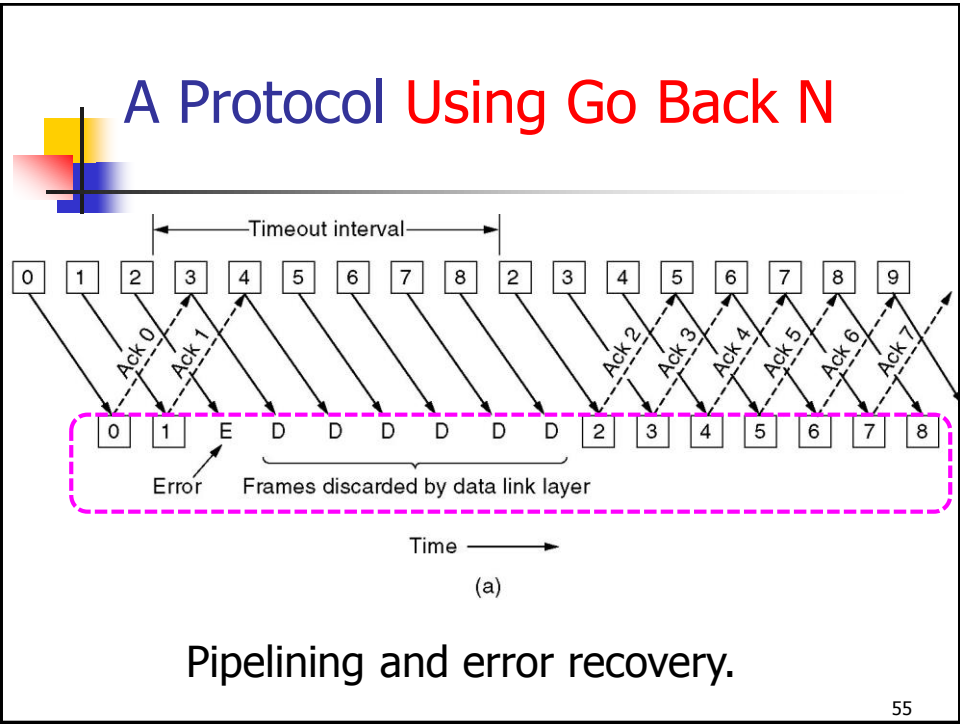 A Protocol Using Go Back N
Timeout interval
0 1 2 3 4 5 6 7 8 2 3 4 5 6 7 8 9
Ack 0 Ack 1 Ack 2 Ack 3 Ack 4 Ack 5 Ack 6 Ack 7
0 1 E D D D D D D 2 3 4 5 6 7 8
Error Frames discarded by data link layer
Time
(a)
Pipelining and error recovery.
55